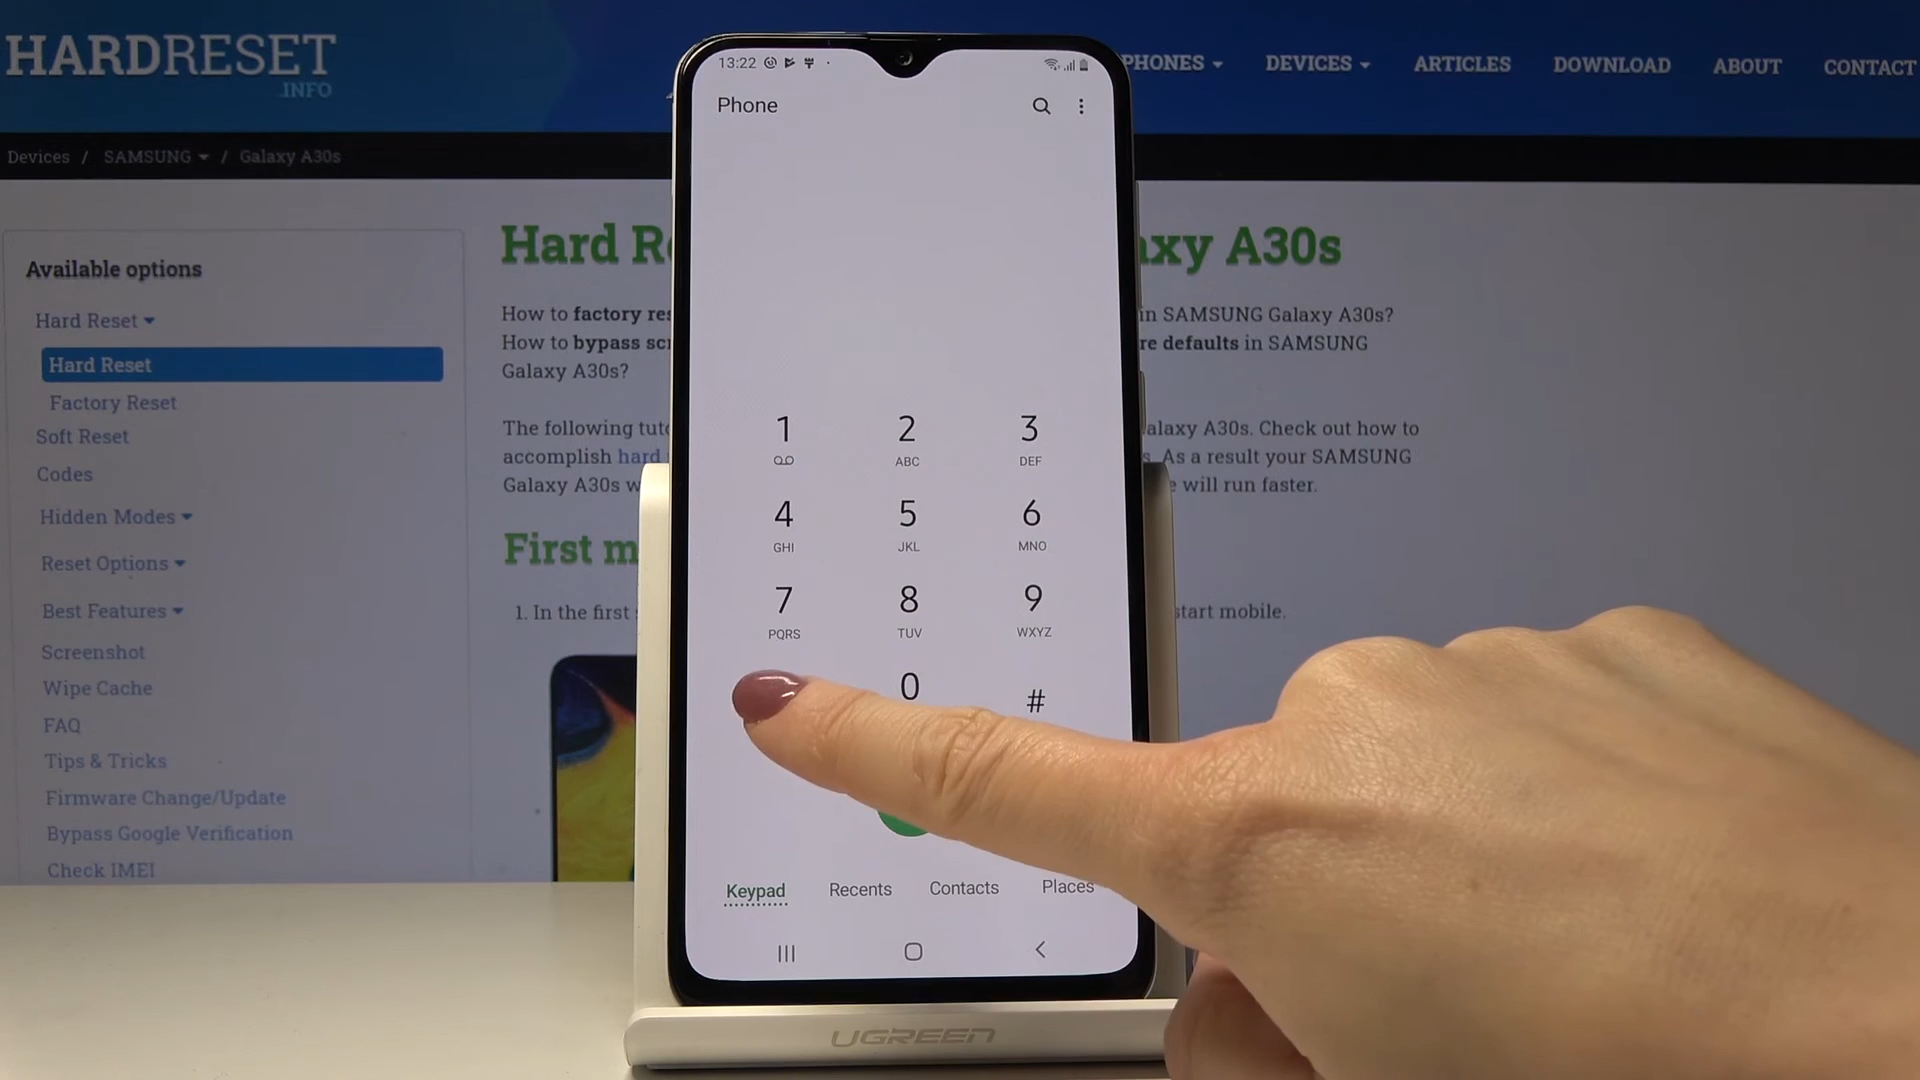 HARDRESET
.INFO
PHONES
DEVICES
ARTICLES
DOWNLOAD
ABOUT
CONTACT
Devices / SAMSUNG / Galaxy A30s
Available options
Hard Reset
Hard Reset
Factory Reset
Soft Reset
Codes
Hidden Modes
Reset Options
Best Features
Screenshot
Wipe Cache
FAQ
Tips & Tricks
Firmware Change/Update
Bypass Google Verification
Check IMEI
Hard R
axy A30s
How to factory res
in SAMSUNG Galaxy A30s?
How to bypass scr
re defaults in SAMSUNG
Galaxy A30s?
The following tuto
alaxy A30s. Check out how to
accomplish hard
s. As a result your SAMSUNG
Galaxy A30s w
e will run faster.
First m
1. In the first
start mobile.
13:22
Phone
1 2 3
ABC DEF
4 5 6
GHI JKL MNO
7 8 9
PQRS TUV WXYZ
0 #
Keypad Recents Contacts Places
UGREEN